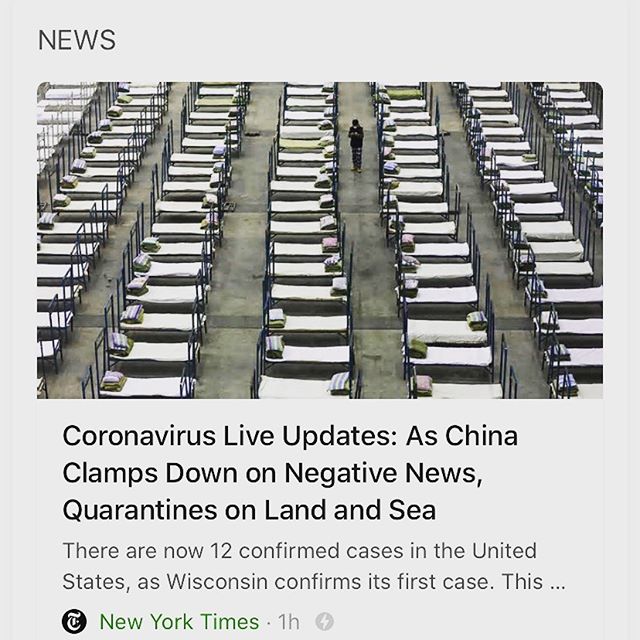 NEWS
Coronavirus Live Updates: As China
Clamps Down on Negative News,
Quarantines on Land and Sea
There are now 12 confirmed cases in the United
States, as Wisconsin confirms its first case. This ...
New York Times · 1h